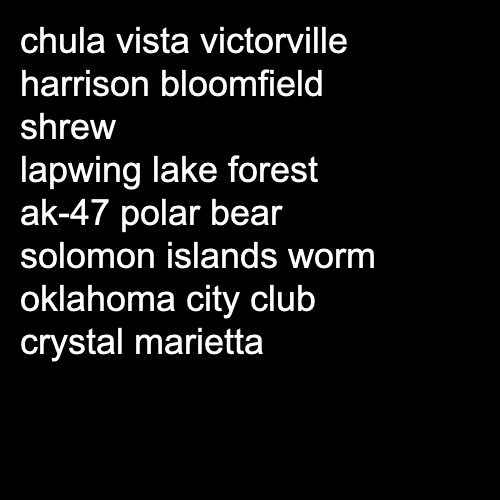 chula vista victorville
harrison bloomfield
shrew
lapwing lake forest
ak-47 polar bear
solomon islands worm
oklahoma city club
crystal marietta